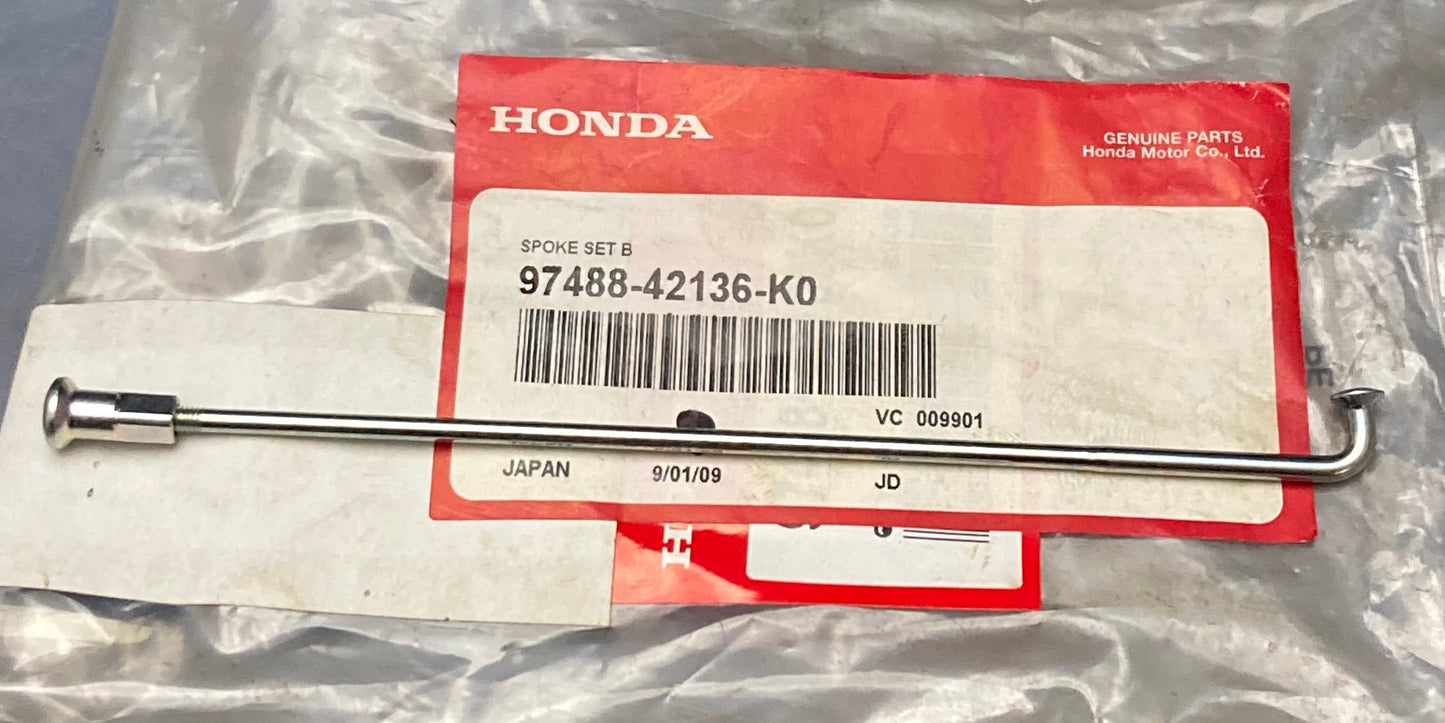 HONDA
GENUINE PARTS
Honda Motor Co., Ltd.
SPOKE SET B
97488-42136-K0
VC 009901
JAPAN 9/01/09 JD